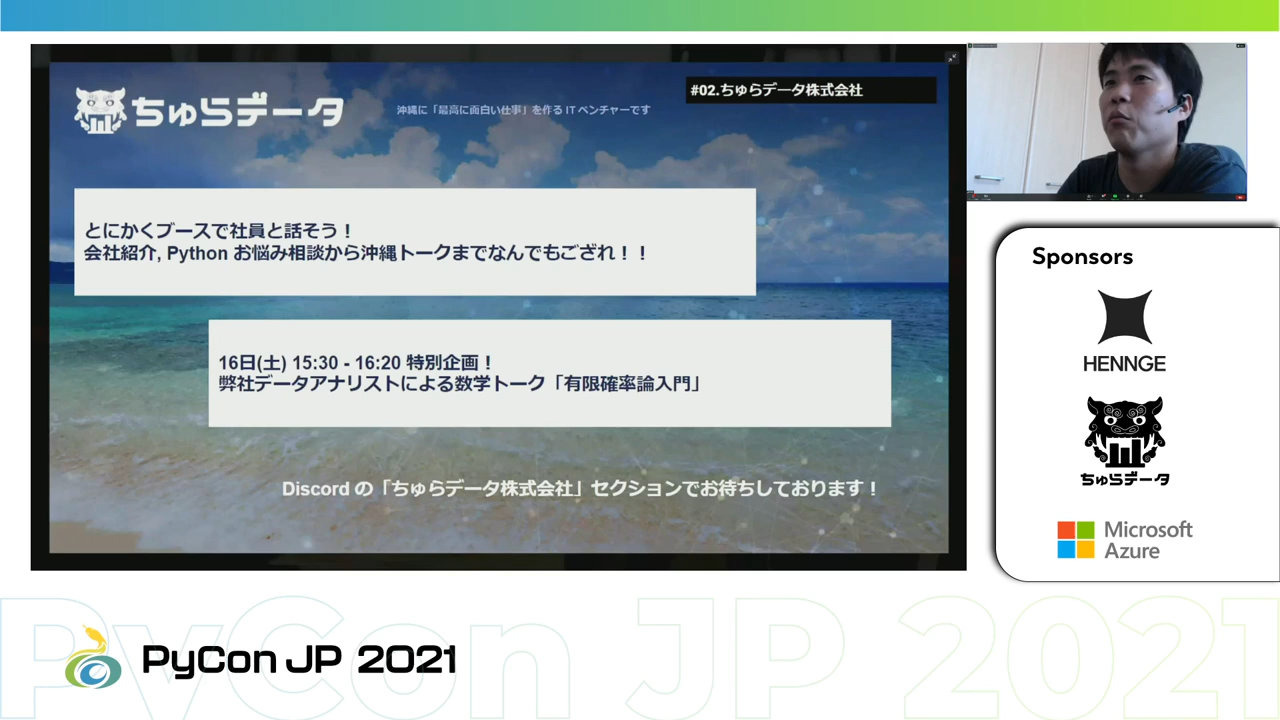 ちゅらデータ
沖縄に「最高に面白い仕事」を作る ITベンチャーです
#02.ちゅらデータ株式会社
とにかくブースで社員と話そう！
会社紹介, Python お悩み相談から沖縄トークまでなんでもござれ！！
16日(土) 15:30 - 16:20 特別企画！
弊社データアナリストによる数学トーク「有限確率論入門」
Discord の「ちゅらデータ株式会社」セクションでお待ちしております！
Sponsors
HENNGE
ちゅらデータ
Microsoft
Azure
PyCon JP 2021
PyCon JP 2021